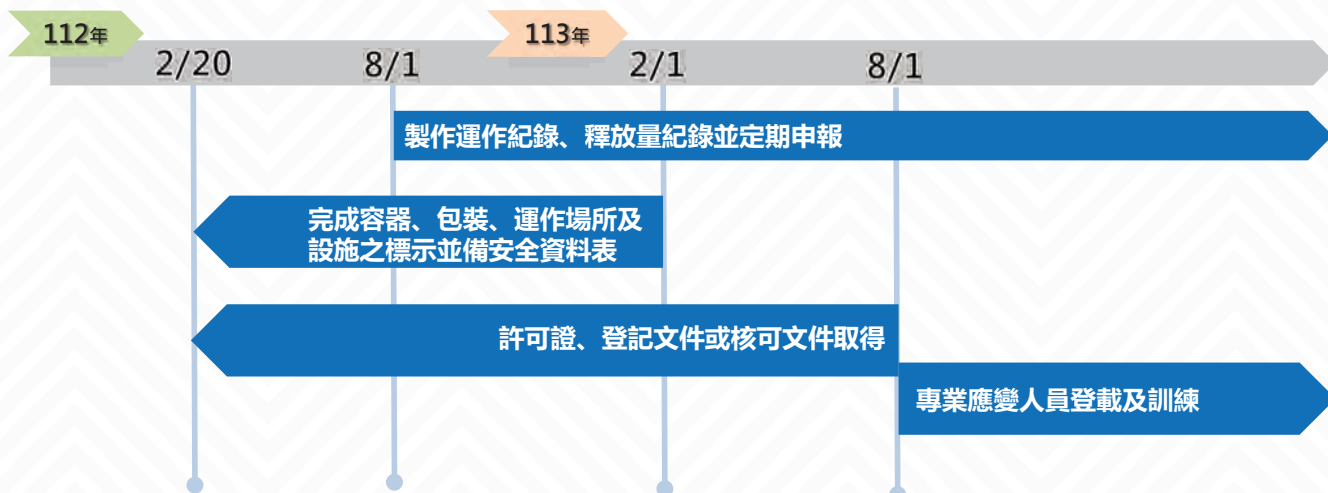 112年
113年
2/20
8/1
2/1
8/1
製作運作紀錄、釋放量紀錄並定期申報
完成容器、包裝、運作場所及
設施之標示並備安全資料表
許可證、登記文件或核可文件取得
專業應變人員登載及訓練